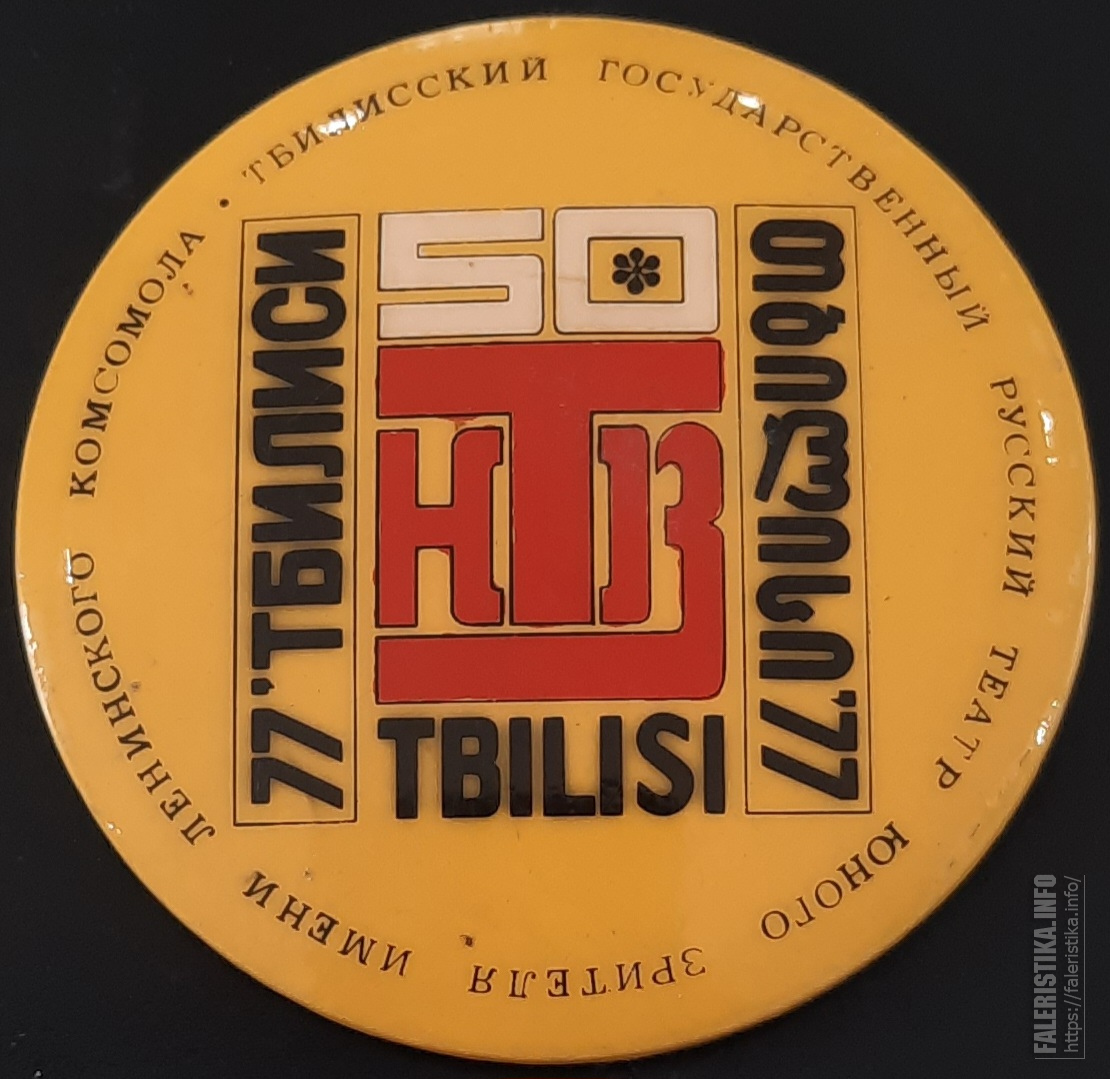 ТБИЛИССКИЙ ГОСУДАРСТВЕННЫЙ РУССКИЙ ТЕАТР ЮНОГО ЗРИТЕЛЯ ИМЕНИ ЛЕНИНСКОГО КОМСОМОЛА •
77'ТБИЛИСИ
50
TBILISI
თბილისი'77
FALERISTIKA.INFO
https://faleristika.info/